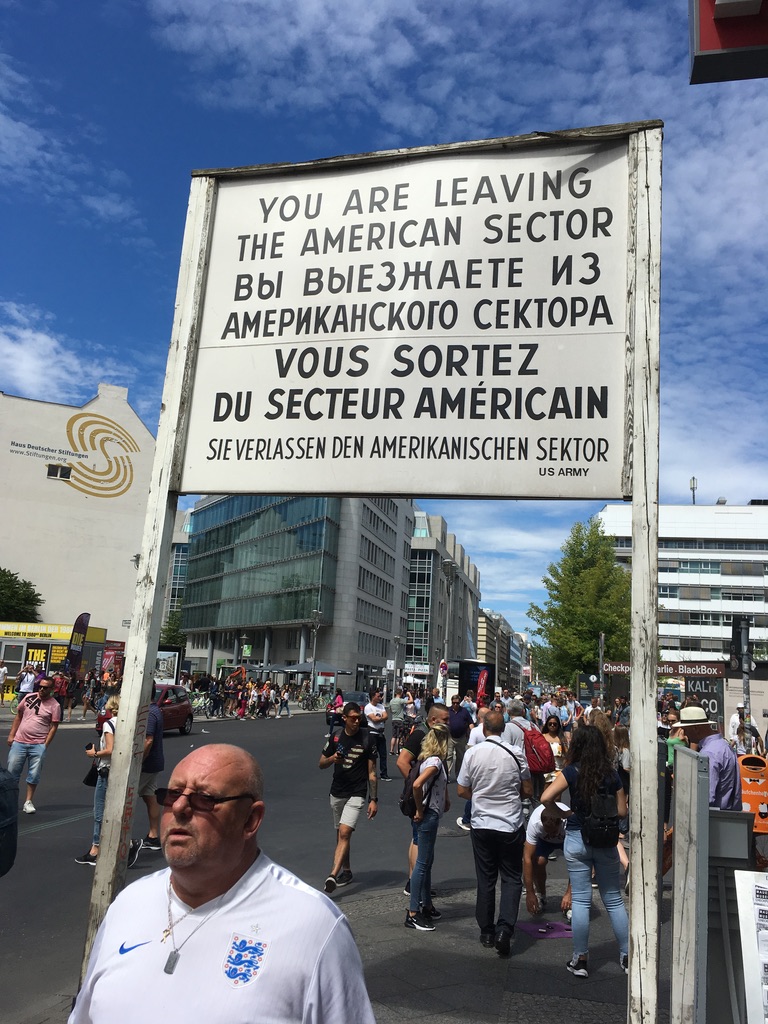 YOU ARE LEAVING
THE AMERICAN SECTOR
ВЫ ВЫЕЗЖАЕТЕ ИЗ
АМЕРИКАНСКОГО СЕКТОРА
VOUS SORTEZ
DU SECTEUR AMÉRICAIN
SIE VERLASSEN DEN AMERIKANISCHEN SEKTOR
US ARMY
Haus Deutscher Stiftungen
www.Stiftungen.org
THE
Charlie - BlackBox
KALTER